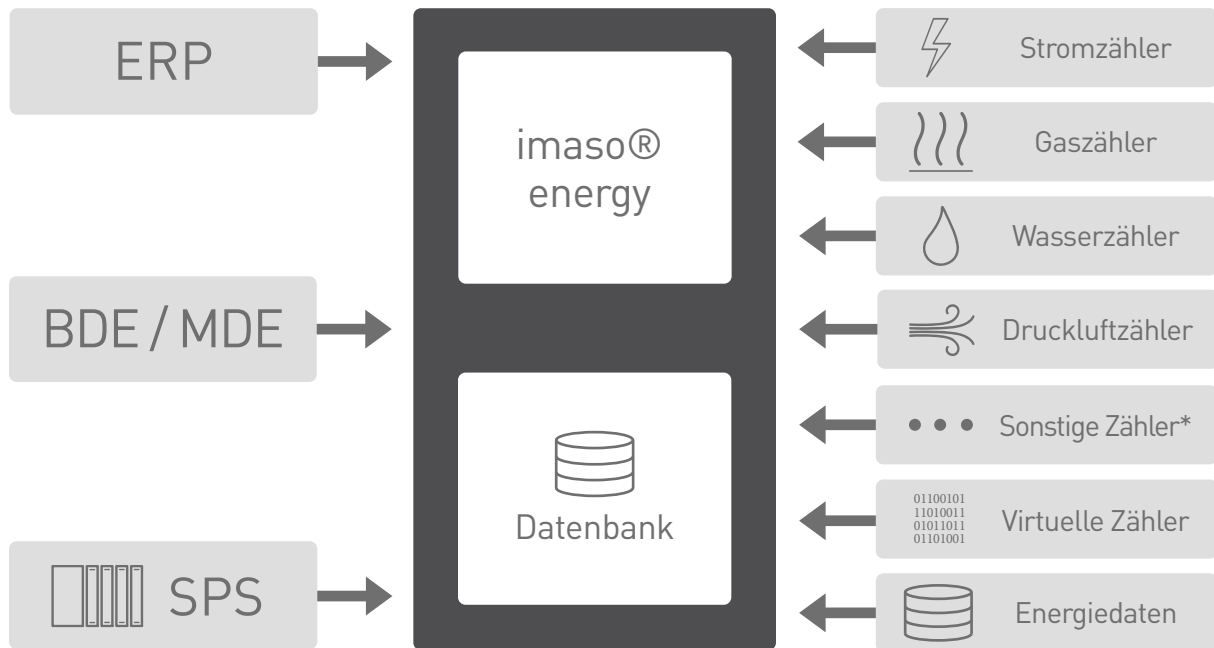 ERP
BDE / MDE
SPS
imaso®
energy
Datenbank
Stromzähler
Gaszähler
Wasserzähler
Druckluftzähler
Sonstige Zähler*
01100101
11010011
01011011
01101001
Virtuelle Zähler
Energiedaten